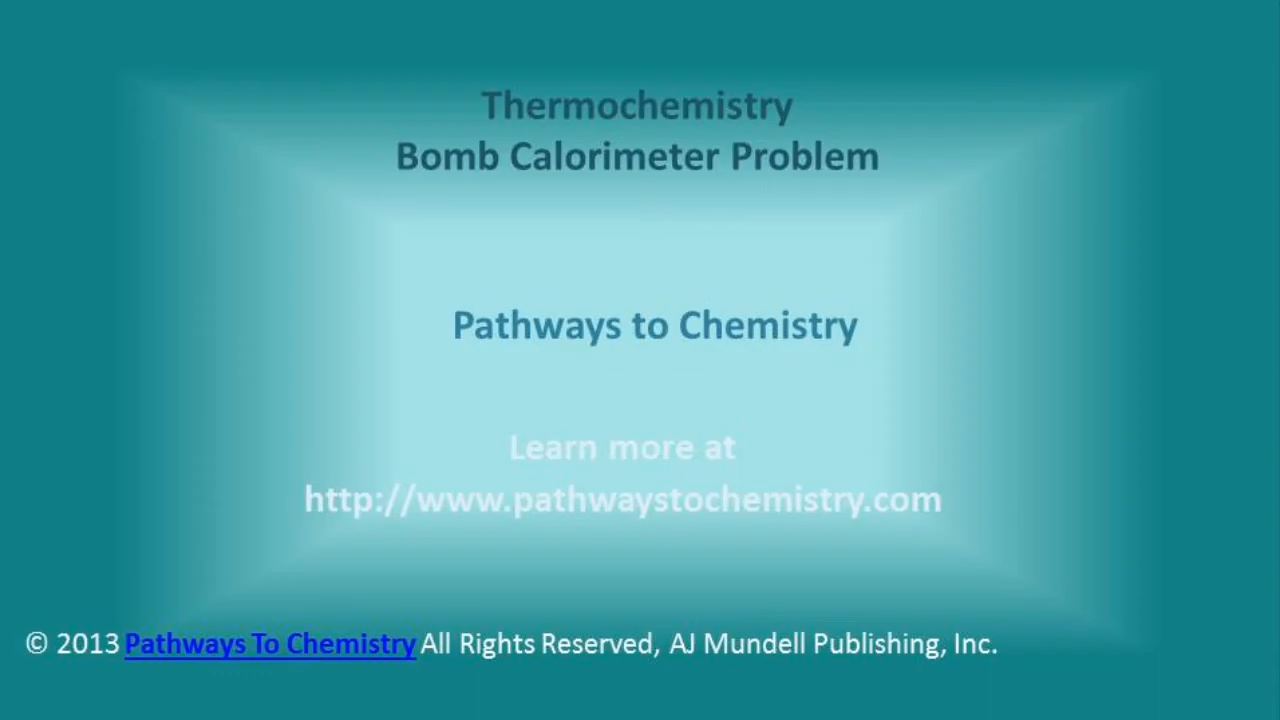 Thermochemistry
Bomb Calorimeter Problem
Pathways to Chemistry
Learn more at
http://www.pathwaystochemistry.com
© 2013 Pathways To Chemistry All Rights Reserved, AJ Mundell Publishing, Inc.